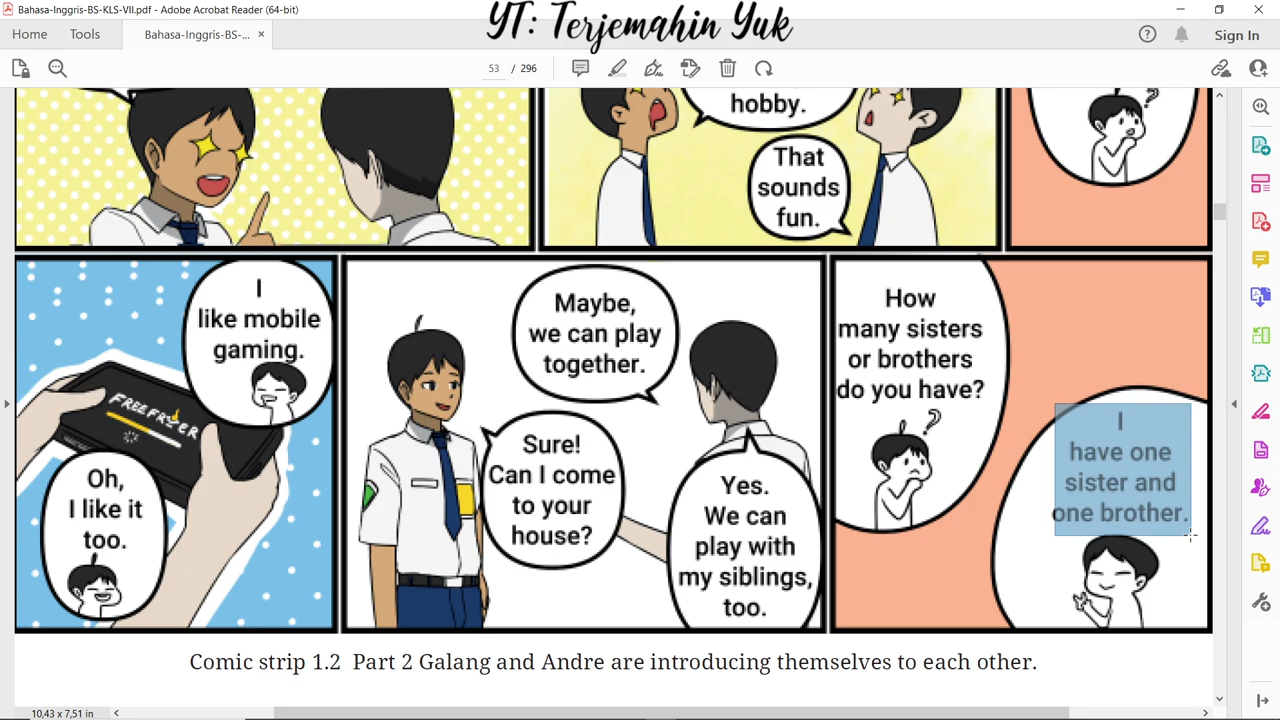 Bahasa-Inggris-BS-KLS-VII.pdf - Adobe Acrobat Reader (64-bit)
YT: Terjemahin Yuk
Home
Tools
Bahasa-Inggris-BS-... ×
Sign In
53 / 296
hobby.
That
sounds
fun.
I
like mobile
gaming.
FREE FRYER
Oh,
I like it
too.
Maybe,
we can play
together.
Sure!
Can I come
to your
house?
Yes.
We can
play with
my siblings,
too.
How
many sisters
or brothers
do you have?
?
I
have one
sister and
one brother.
Comic strip 1.2 Part 2 Galang and Andre are introducing themselves to each other.
10,43 x 7,51 in